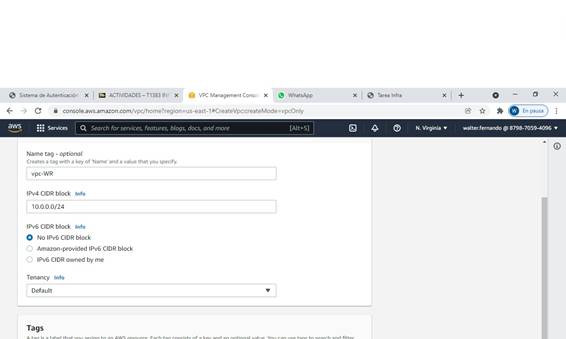 Sistema de Autenticación
ACTIVIDADES – T1383 INF
VPC Management Conso
WhatsApp
Tarea Infra
console.aws.amazon.com/vpc/home?region=us-east-1#CreateVpc:createMode=vpcOnly
W
En pausa
aws
Services
Search for services, features, blogs, docs, and more
[Alt+S]
N. Virginia
walter.fernando @ 8798-7059-4096
Name tag - optional
Creates a tag with a key of 'Name' and a value that you specify.
vpc-WR
IPv4 CIDR block Info
10.0.0.0/24
IPv6 CIDR block Info
No IPv6 CIDR block
Amazon-provided IPv6 CIDR block
IPv6 CIDR owned by me
Tenancy Info
Default
Tags
A tag is a label that you assign to an AWS resource. Each tag consists of a key and an optional value. You can use tags to search and filter